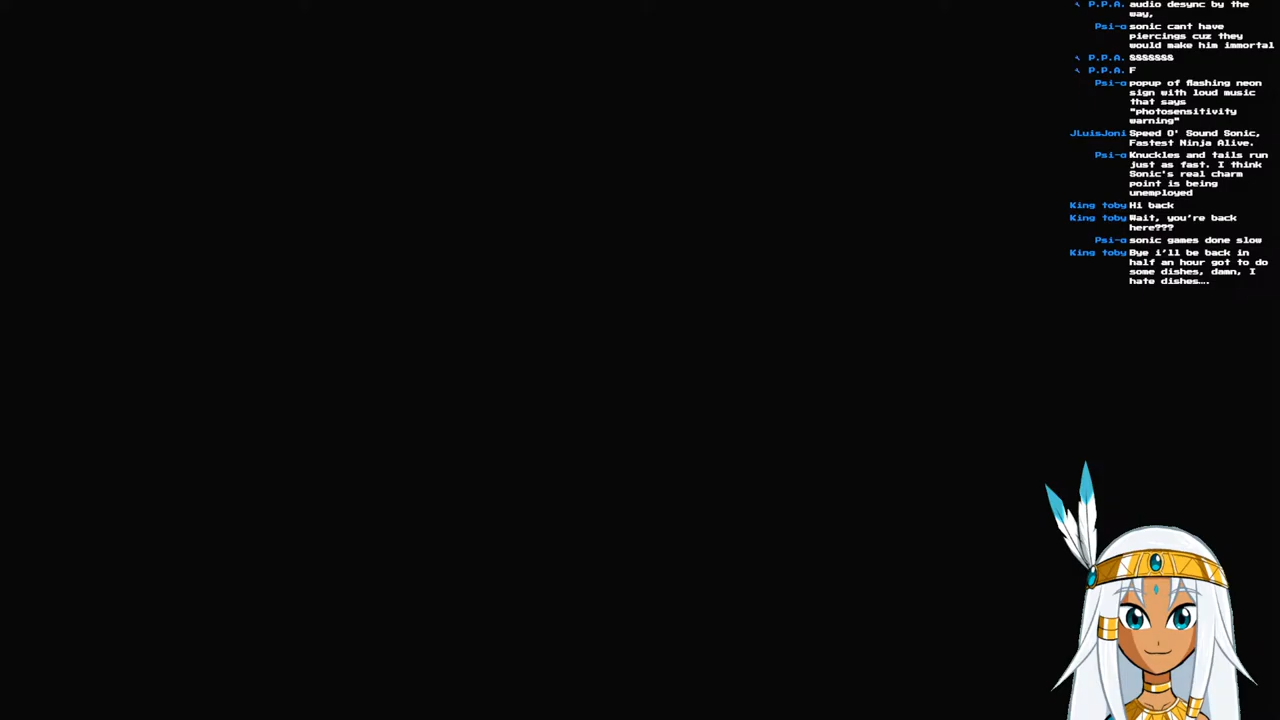 P.P.A. audio desync by the
way,
Psi-a sonic cant have
piercings cuz they
would make him immortal
P.P.A. 8888888
P.P.A. F
Psi-a popup of flashing neon
sign with loud music
that says
"photosensitivity
warning"
JLuisJoni Speed O' Sound Sonic,
Fastest Ninja Alive.
Psi-a Knuckles and tails run
just as fast. I think
Sonic's real charm
point is being
unemployed
King toby Hi back
King toby Wait, you're back
here???
Psi-a sonic games done slow
King toby Bye i'll be back in
half an hour got to do
some dishes, damn, I
hate dishes....